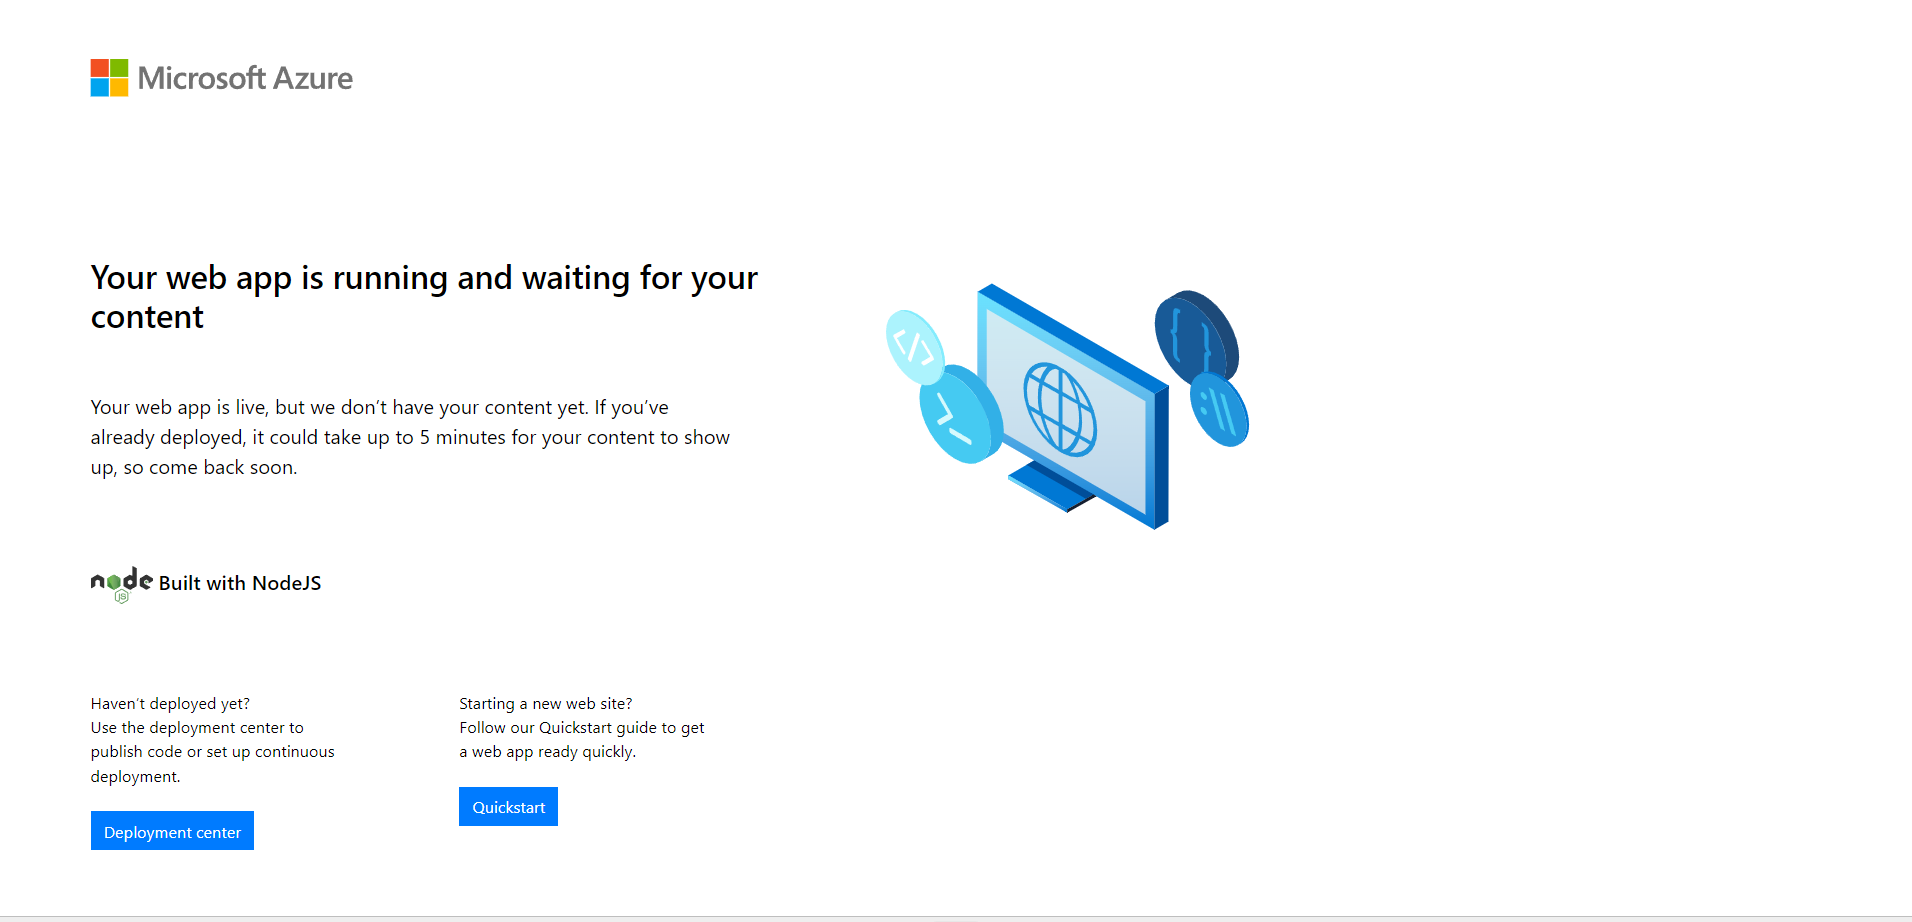 Microsoft Azure
Your web app is running and waiting for your
content
Your web app is live, but we don’t have your content yet. If you’ve
already deployed, it could take up to 5 minutes for your content to show
up, so come back soon.
node
JS
Built with NodeJS
Haven’t deployed yet?
Use the deployment center to
publish code or set up continuous
deployment.
Deployment center
Starting a new web site?
Follow our Quickstart guide to get
a web app ready quickly.
Quickstart